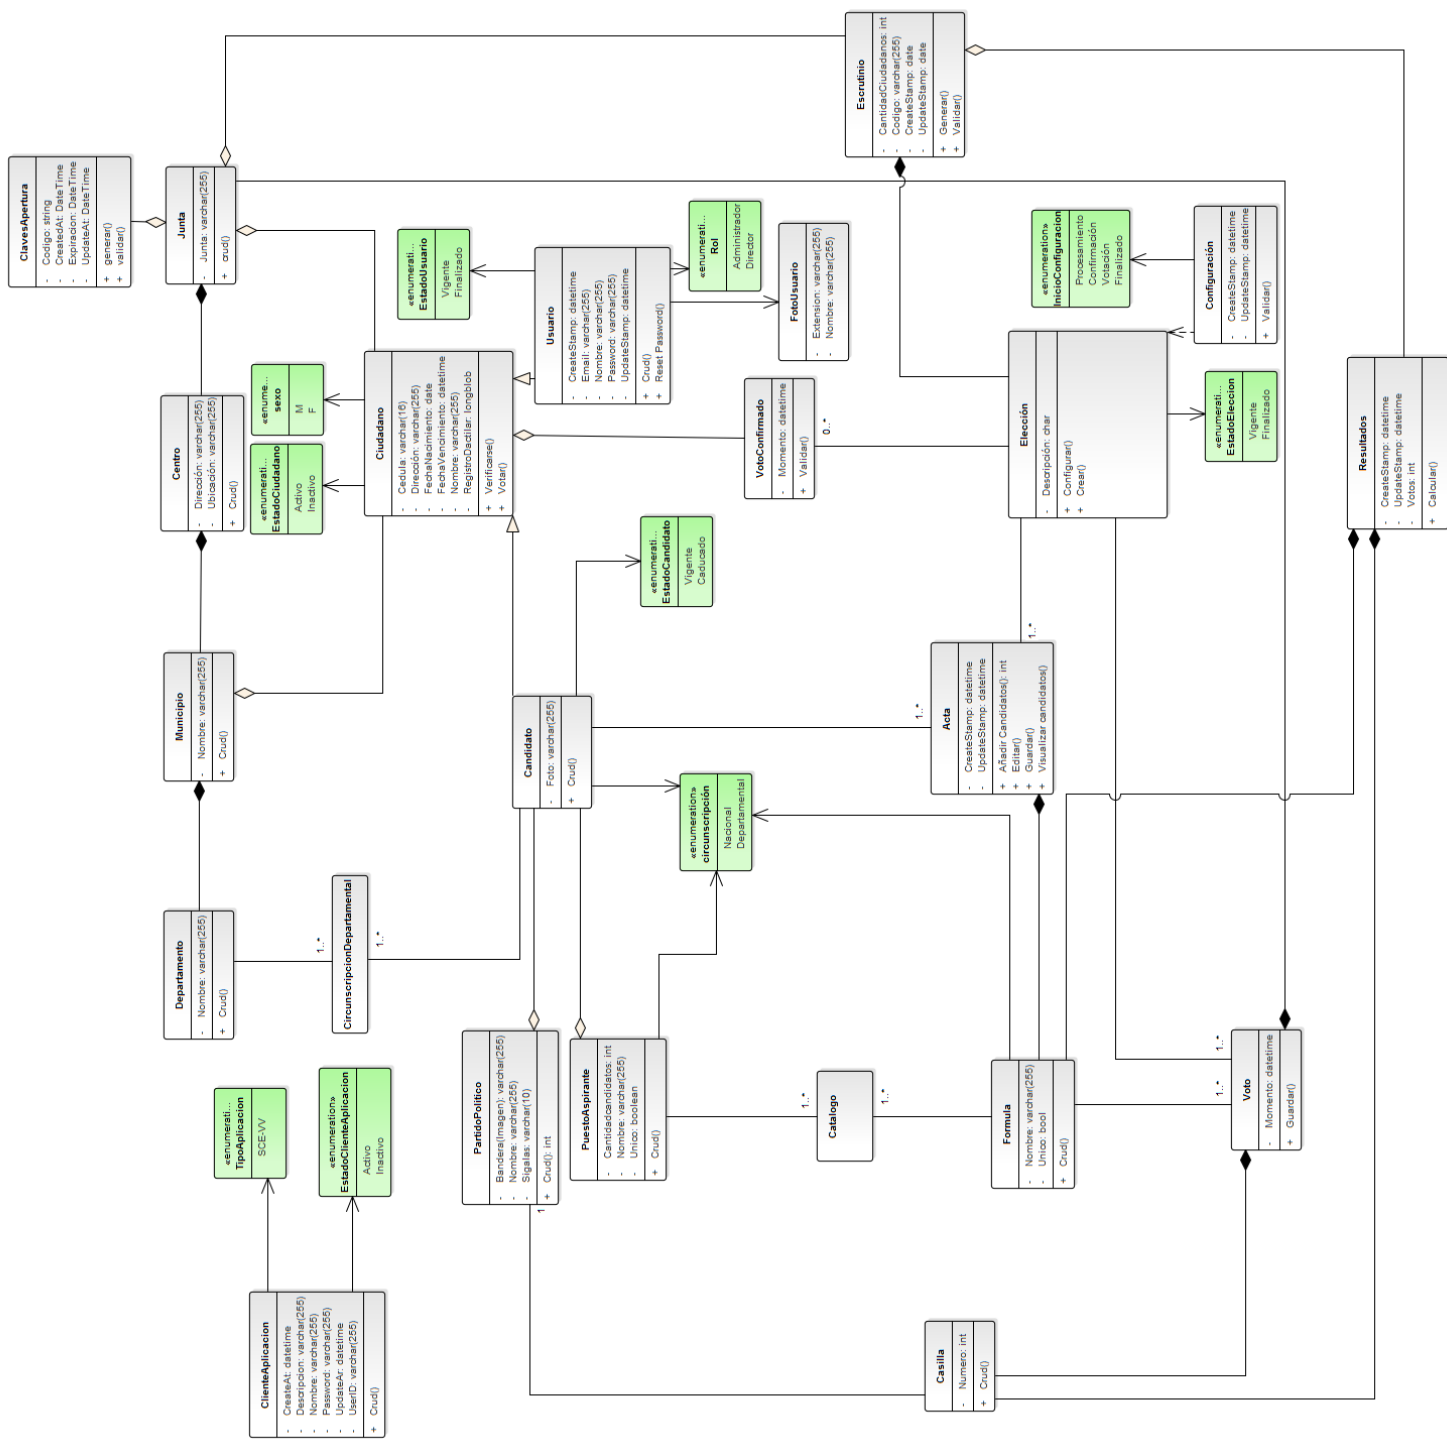 ClavesApertura
- Codigo: string
- CreatedAt: DateTime
- Expiracion: DateTime
- UpdateAt: DateTime
+ generar()
+ validar()
Junta
- Junta: varchar(255)
+ crud()
Escrutinio
- CantidadCiudadanos: int
- Codigo: varchar(255)
- CreateStamp: date
- UpdateStamp: date
+ Generar()
+ Validar()
«enumerati...
EstadoUsuario
Vigente
Finalizado
Usuario
- CreateStamp: datetime
- Email: varchar(255)
- Nombre: varchar(255)
- Password: varchar(255)
- UpdateStamp: datetime
+ Crud()
+ Reset Password()
«enumerati...
Rol
Administrador
Director
FotoUsuario
- Extension: varchar(255)
- Nombre: varchar(255)
«enumeration»
InicioConfiguracion
Procesamiento
Confirmación
Votación
Finalizado
Configuración
- CreateStamp: datetime
- UpdateStamp: datetime
+ Validar()
Centro
- Dirección: varchar(255)
- Ubicación: varchar(255)
+ Crud()
«enume...
sexo
M
F
«enumerati...
EstadoCiudadano
Activo
Inactivo
Ciudadano
- Cedula: varchar(16)
- Dirección: varchar(255)
- FechaNacimiento: date
- FechaVencimiento: datetime
- Nombre: varchar(255)
- RegistroDactilar: longblob
+ Verificarse()
+ Votar()
VotoConfirmado
- Momento: datetime
+ Validar()
0..*
Elección
- Descripción: char
+ Configurar()
+ Crear()
«enumerati...
EstadoEleccion
Vigente
Finalizado
Resultados
- CreateStamp: datetime
- UpdateStamp: datetime
- Votos: int
+ Calcular()
«enumerati...
EstadoCandidato
Vigente
Caducado
Municipio
- Nombre: varchar(255)
+ Crud()
Candidato
- Foto: varchar(255)
+ Crud()
1..*
1..*
Acta
- CreateStamp: datetime
- UpdateStamp: datetime
+ Añadir Candidatos(): int
+ Editar()
+ Guardar()
+ Visualizar candidatos()
«enumeration»
circunscripción
Nacional
Departamental
Departamento
- Nombre: varchar(255)
+ Crud()
1..*
CircunscripcionDepartamental
1..*
PartidoPolitico
- Bandera(Imagen): varchar(255)
- Nombre: varchar(255)
- Sigalas: varchar(10)
+ Crud(): int
1
PuestoAspirante
- Cantidadcandidatos: int
- Nombre: varchar(255)
- Unico: boolean
+ Crud()
1..*
Catalogo
1..*
Formula
- Nombre: varchar(255)
- Unico: bool
+ Crud()
1..*
1..*
Voto
- Momento: datetime
+ Guardar()
«enumerati...
TipoAplicacion
SCE-VV
«enumeration»
EstadoClienteAplicacion
Activo
Inactivo
ClienteAplicacion
- CreateAt: datetime
- Descripcion: varchar(255)
- Nombre: varchar(255)
- Password: varchar(255)
- UpdateAr: datetime
- UserID: varchar(255)
+ Crud()
Casilla
- Numero: int
+ Crud()